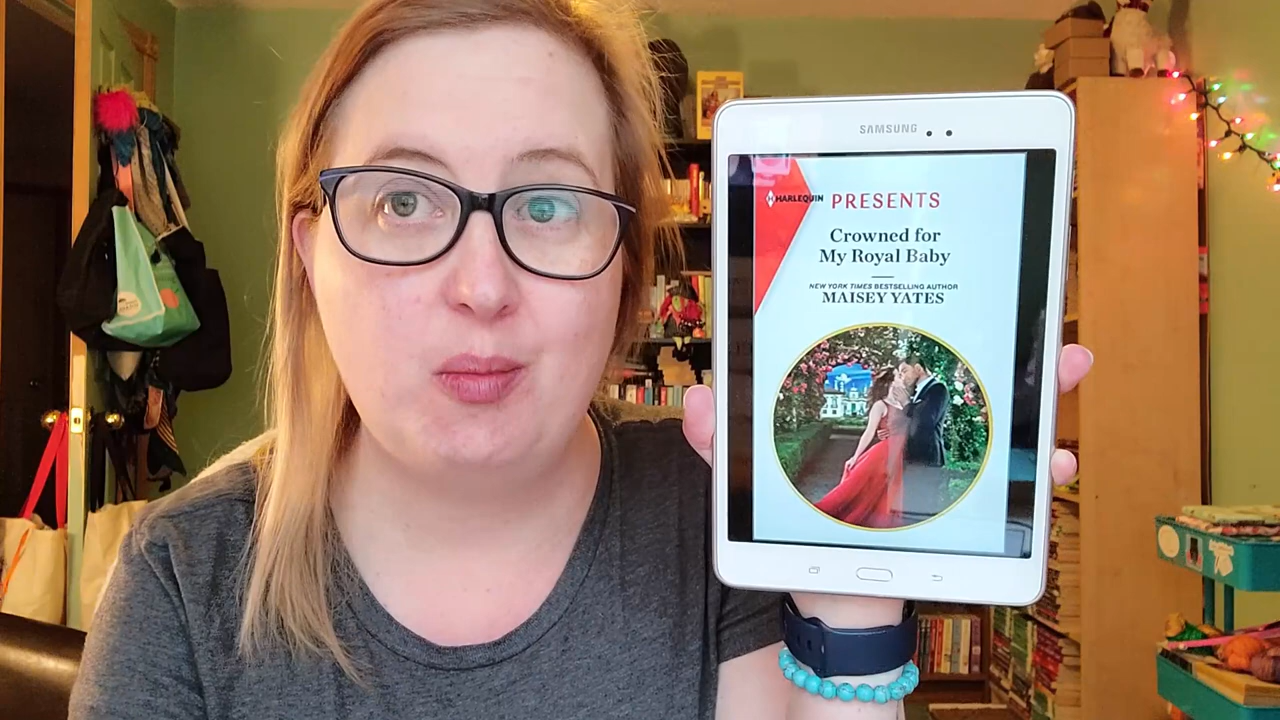 SAMSUNG
HARLEQUIN PRESENTS
Crowned for
My Royal Baby
NEW YORK TIMES BESTSELLING AUTHOR
MAISEY YATES